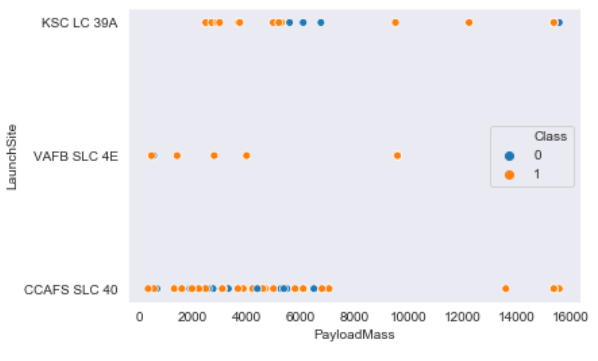 KSC LC 39A
VAFB SLC 4E
CCAFS SLC 40
LaunchSite
Class
0
1
0
2000
4000
6000
8000
10000
12000
14000
16000
PayloadMass